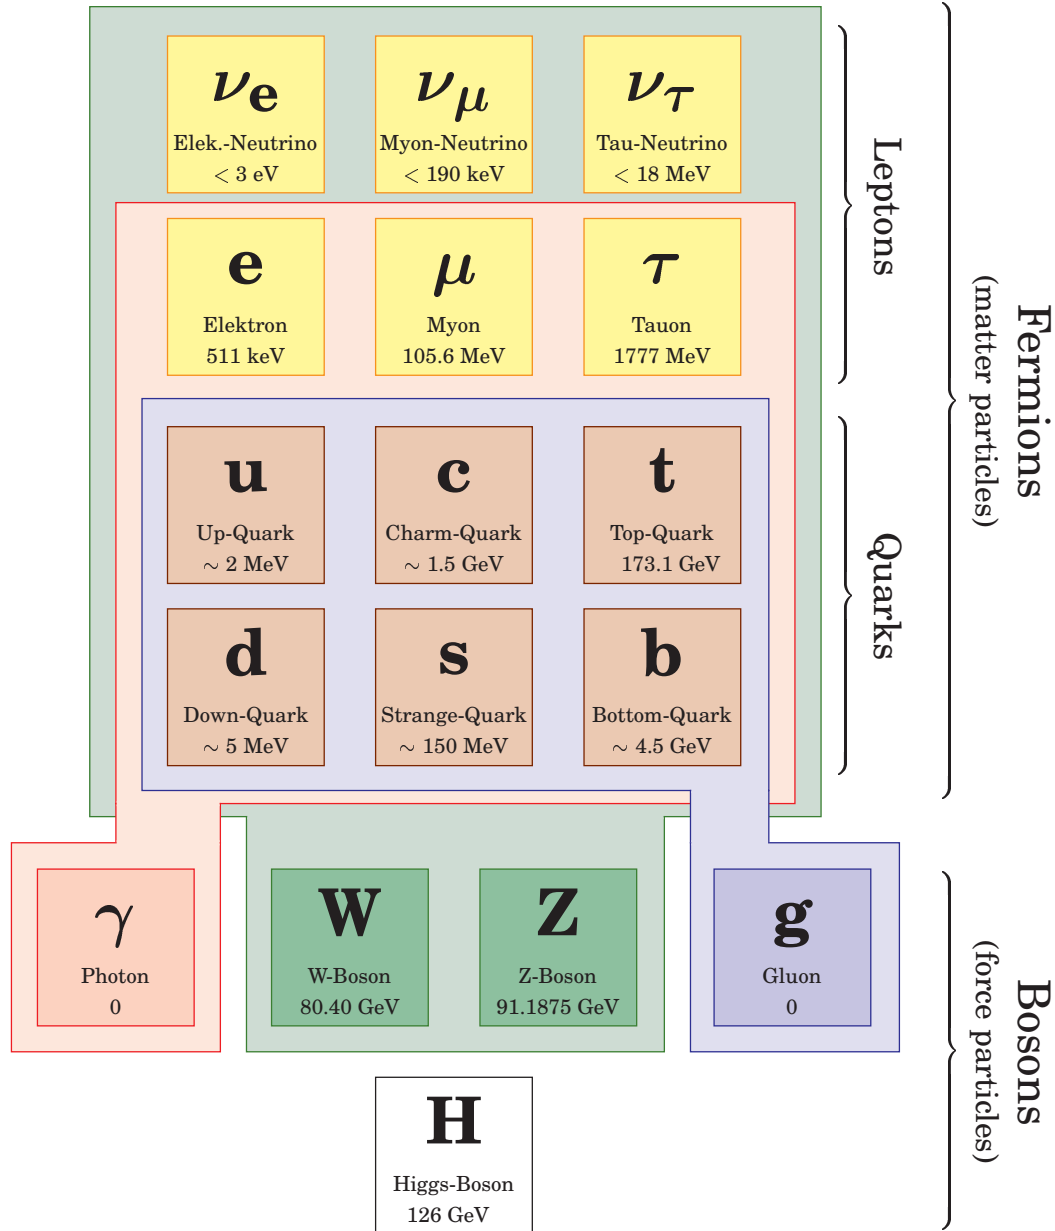 νe
Elek.-Neutrino
< 3 eV
νμ
Myon-Neutrino
< 190 keV
ντ
Tau-Neutrino
< 18 MeV
e
Elektron
511 keV
μ
Myon
105.6 MeV
τ
Tauon
1777 MeV
Leptons
u
Up-Quark
∼ 2 MeV
c
Charm-Quark
∼ 1.5 GeV
t
Top-Quark
173.1 GeV
d
Down-Quark
∼ 5 MeV
s
Strange-Quark
∼ 150 MeV
b
Bottom-Quark
∼ 4.5 GeV
Quarks
Fermions
(matter particles)
γ
Photon
0
W
W-Boson
80.40 GeV
Z
Z-Boson
91.1875 GeV
g
Gluon
0
H
Higgs-Boson
126 GeV
Bosons
(force particles)